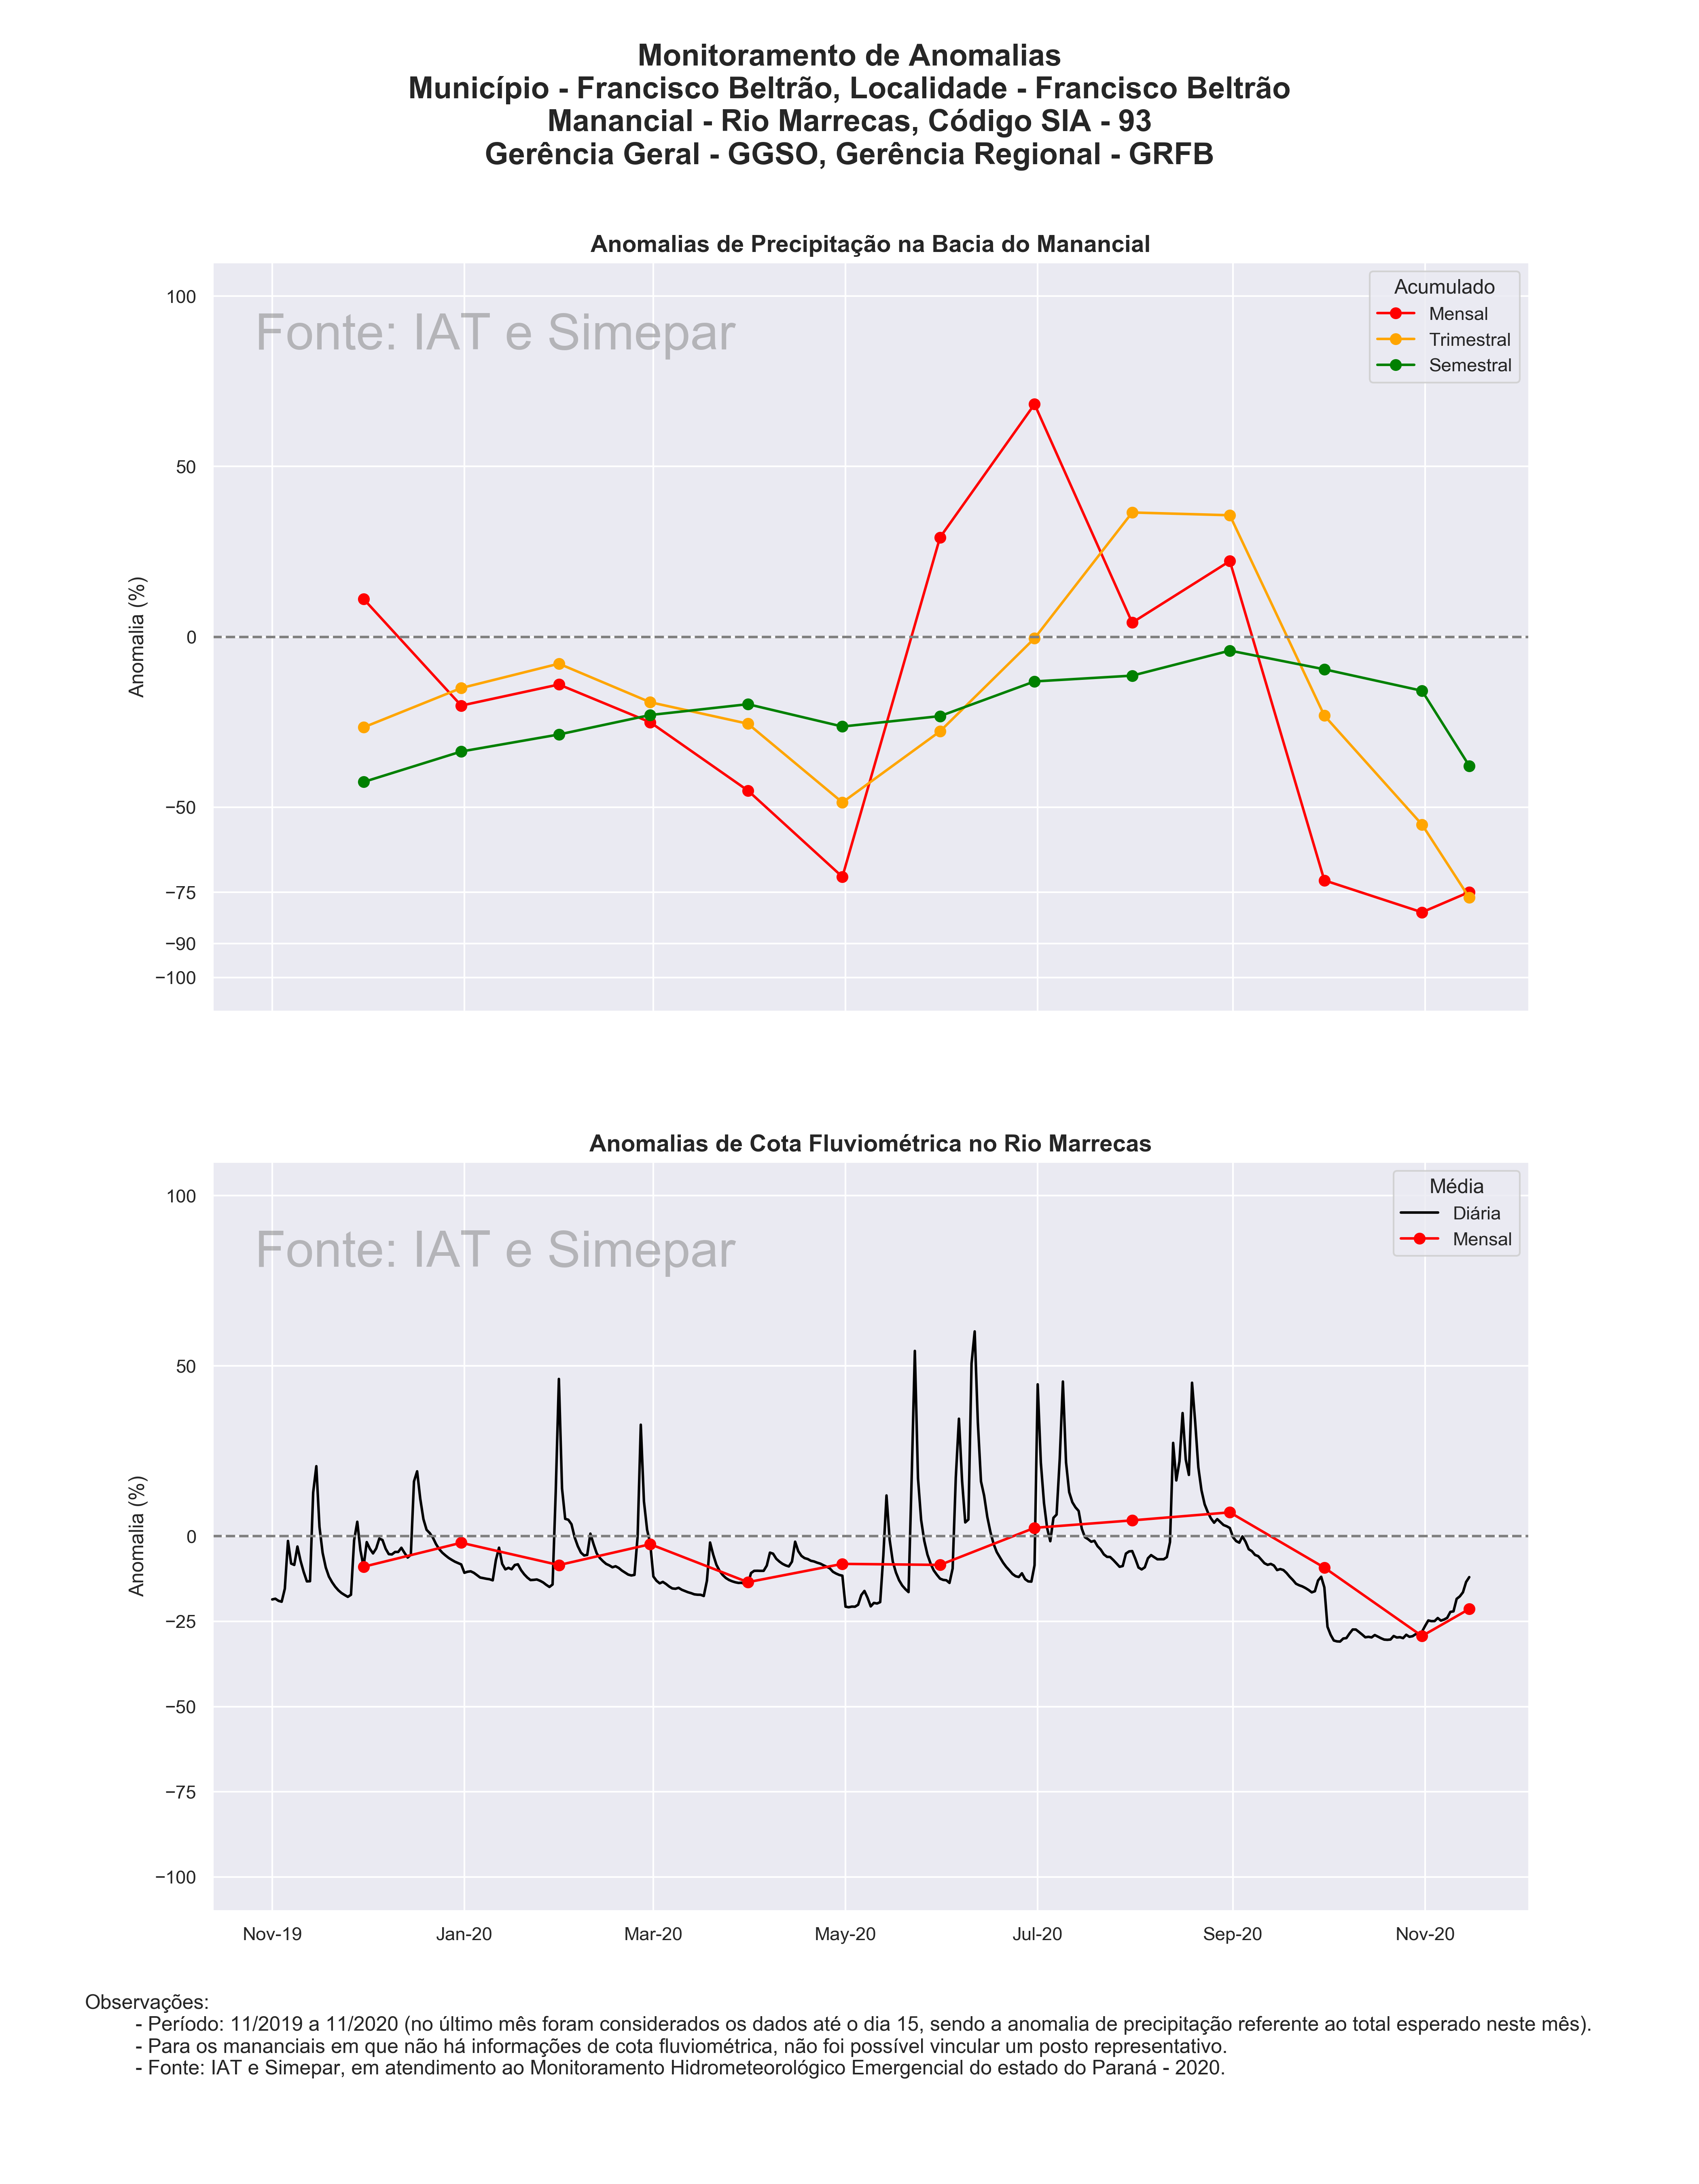 Monitoramento de Anomalias
Município - Francisco Beltrão, Localidade - Francisco Beltrão
Manancial - Rio Marrecas, Código SIA - 93
Gerência Geral - GGSO, Gerência Regional - GRFB
Anomalias de Precipitação na Bacia do Manancial
Fonte: IAT e Simepar
Acumulado
Mensal
Trimestral
Semestral
Anomalia (%)
100
50
0
−50
−75
−90
−100
Anomalias de Cota Fluviométrica no Rio Marrecas
Fonte: IAT e Simepar
Média
Diária
Mensal
Anomalia (%)
100
50
0
−25
−50
−75
−100
Nov-19 Jan-20 Mar-20 May-20 Jul-20 Sep-20 Nov-20
Observações:
- Período: 11/2019 a 11/2020 (no último mês foram considerados os dados até o dia 15, sendo a anomalia de precipitação referente ao total esperado neste mês).
- Para os mananciais em que não há informações de cota fluviométrica, não foi possível vincular um posto representativo.
- Fonte: IAT e Simepar, em atendimento ao Monitoramento Hidrometeorológico Emergencial do estado do Paraná - 2020.